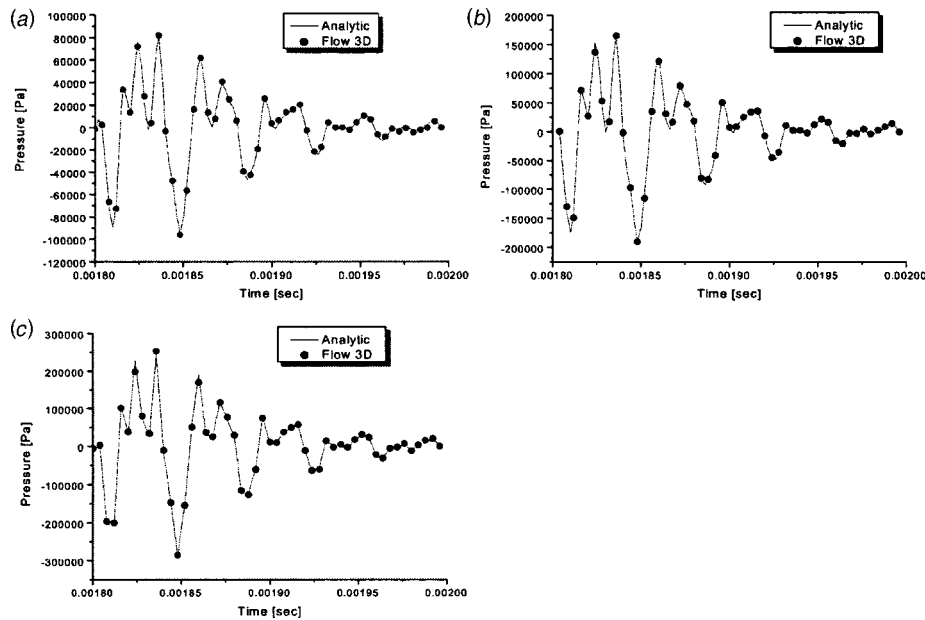 (a)
Analytic
Flow 3D
Pressure [Pa]
100000
80000
60000
40000
20000
0
-20000
-40000
-60000
-80000
-100000
-120000
0.00180
0.00185
0.00190
0.00195
0.00200
Time [sec]
(b)
Analytic
Flow 3D
Pressure [Pa]
200000
150000
100000
50000
0
-50000
-100000
-150000
-200000
0.00180
0.00185
0.00190
0.00195
0.00200
Time [sec]
(c)
Analytic
Flow 3D
Pressure [Pa]
300000
200000
100000
0
-100000
-200000
-300000
0.00180
0.00185
0.00190
0.00195
0.00200
Time [sec]